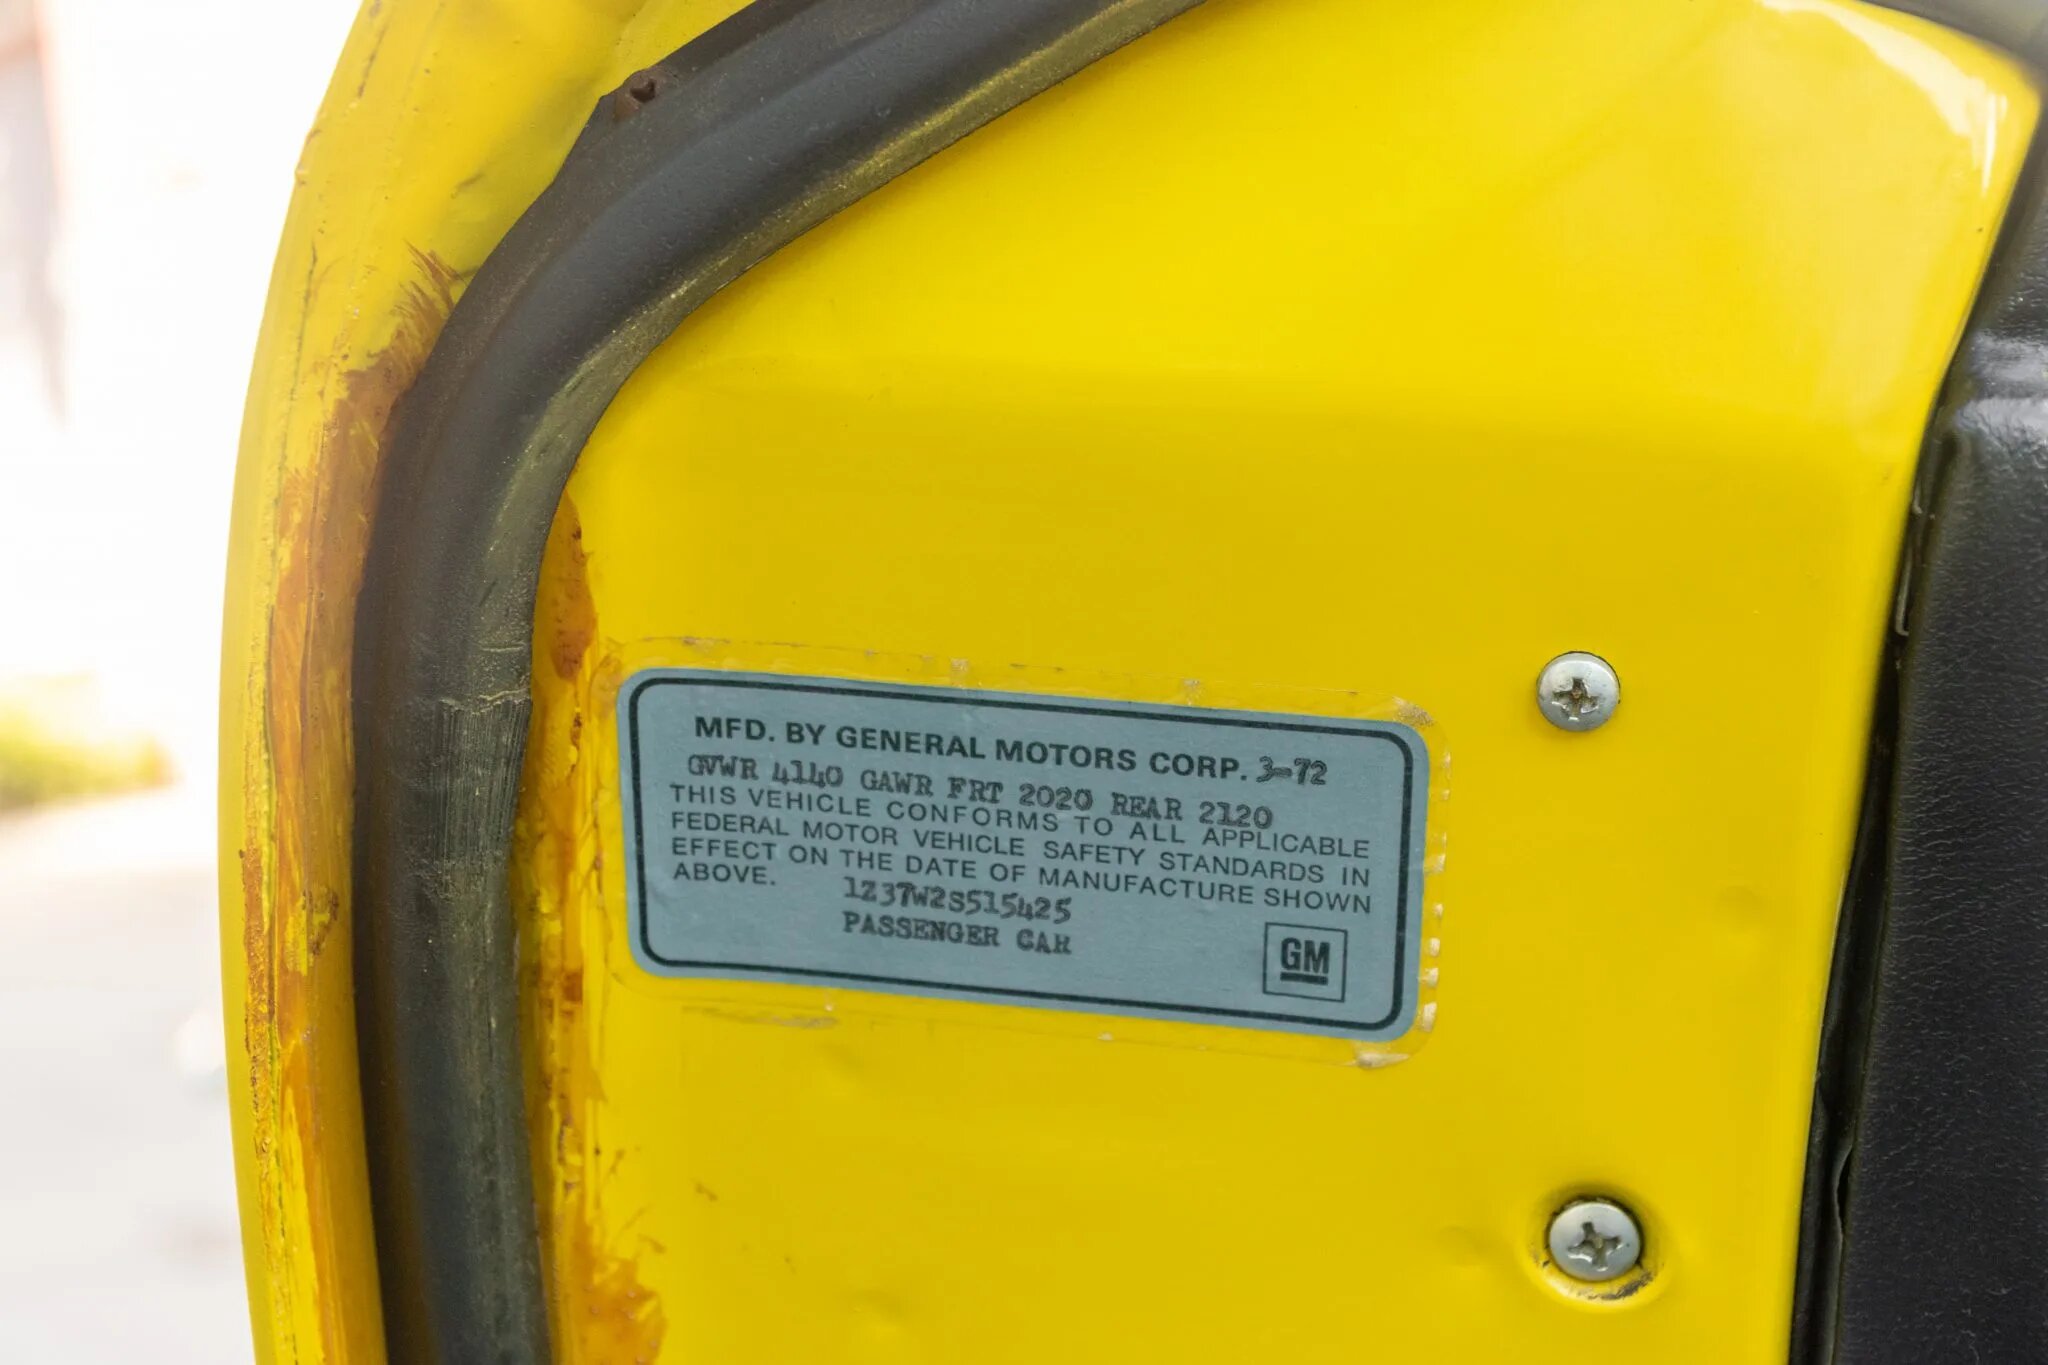 MFD. BY GENERAL MOTORS CORP. 3-72
GVWR 4140 GAWR FRT 2020 REAR 2120
THIS VEHICLE CONFORMS TO ALL APPLICABLE
FEDERAL MOTOR VEHICLE SAFETY STANDARDS IN
EFFECT ON THE DATE OF MANUFACTURE SHOWN
ABOVE. 1Z37W2S515425
PASSENGER CAR
GM